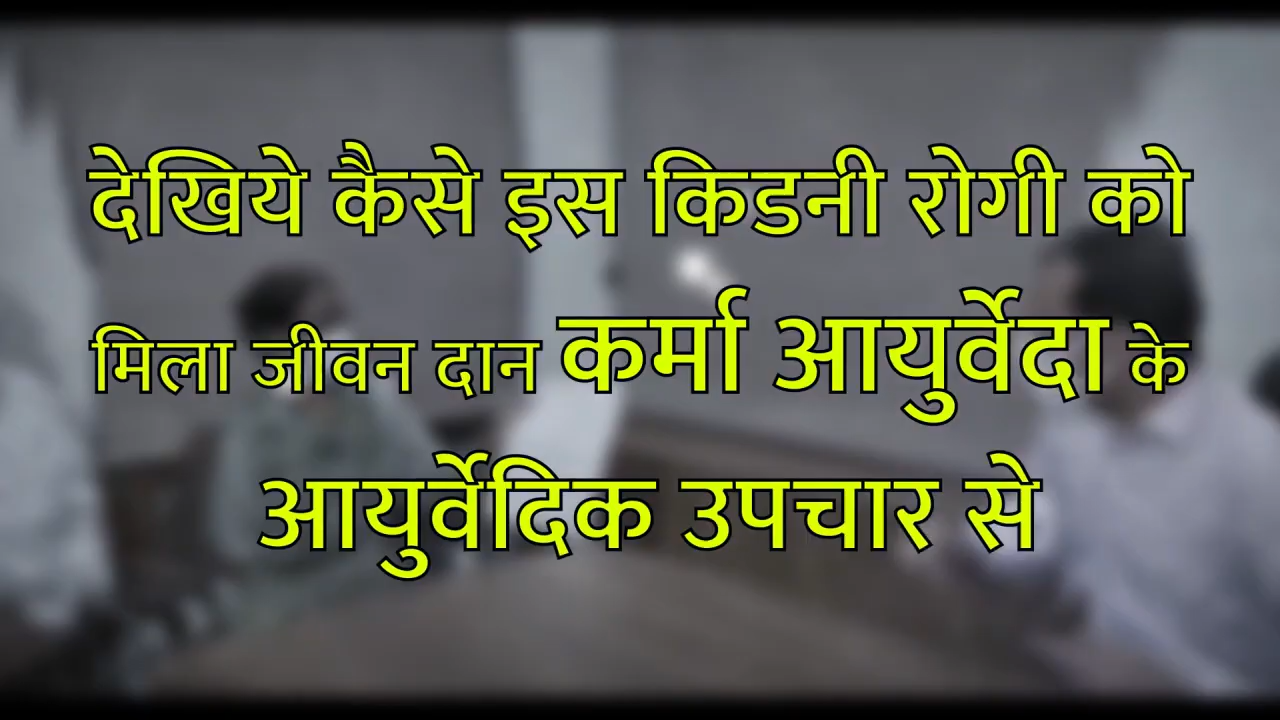 देखिये कैसे इस किडनी रोगी को
मिला जीवन दान कर्मा आयुर्वेदा के
आयुर्वेदिक उपचार से